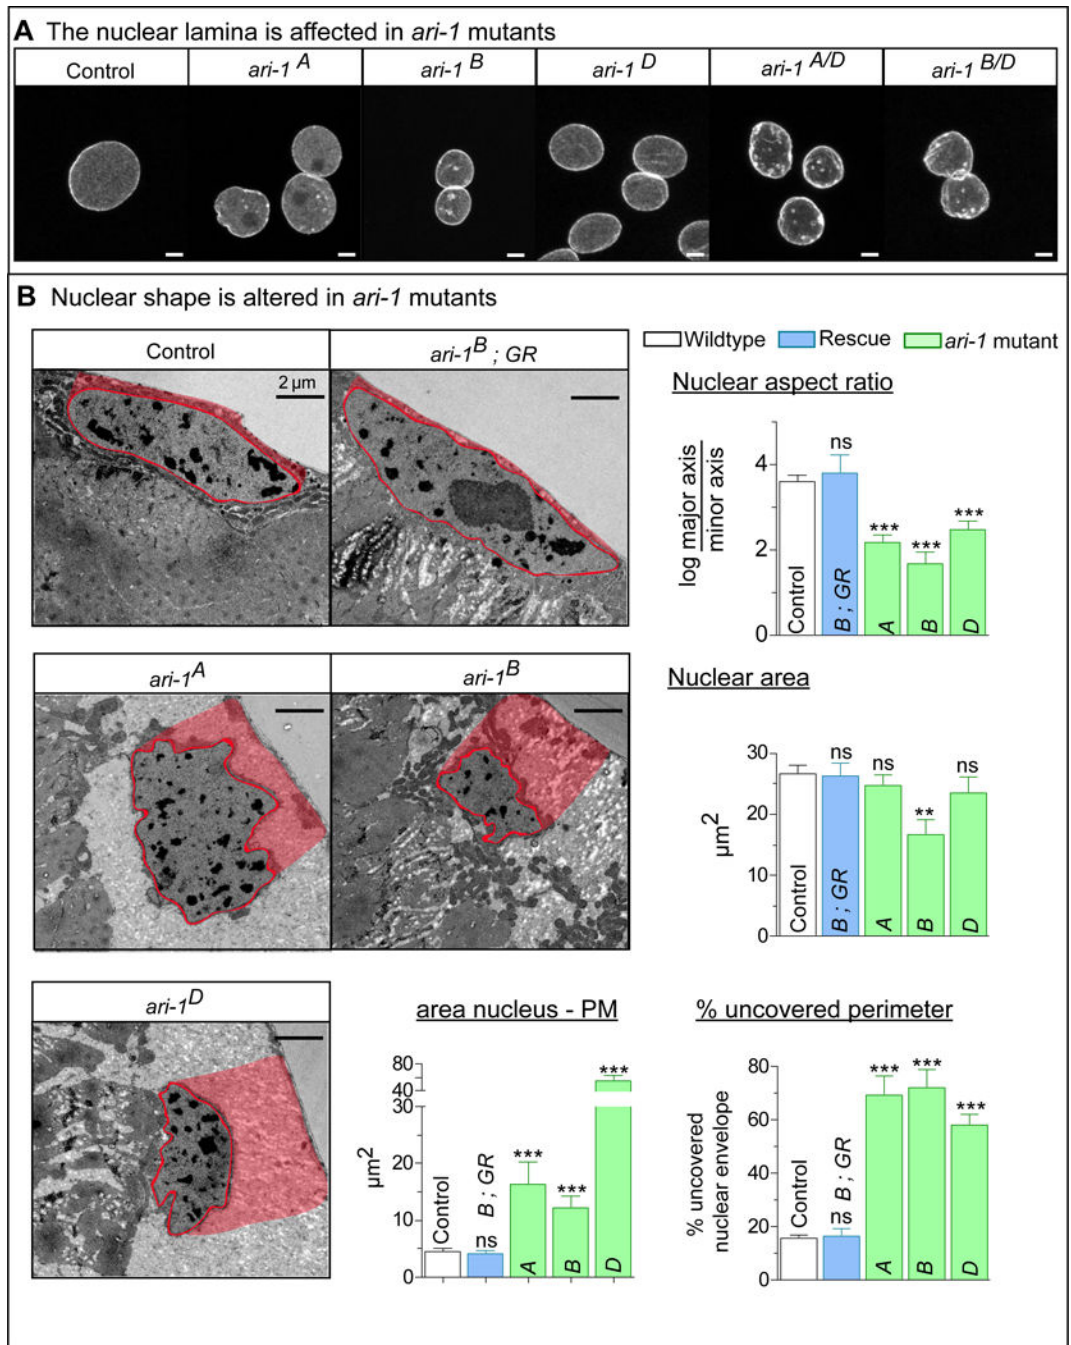 A The nuclear lamina is affected in ari-1 mutants
Control
ari-1 A
ari-1 B
ari-1 D
ari-1 A/D
ari-1 B/D
B Nuclear shape is altered in ari-1 mutants
Control
ari-1 B ; GR
2 μm
Wildtype
Rescue
ari-1 mutant
Nuclear aspect ratio
log major axis
minor axis
4
2
0
ns
***
***
***
Control
B ; GR
A
B
D
ari-1 A
ari-1 B
Nuclear area
μm2
30
20
10
0
ns
ns
**
ns
Control
B ; GR
A
B
D
ari-1 D
area nucleus - PM
μm2
80
40
30
20
10
0
Control
B ; GR
ns
***
***
***
A
B
D
% uncovered perimeter
% uncovered
nuclear envelope
80
60
40
20
0
Control
B ; GR
ns
***
***
***
A
B
D